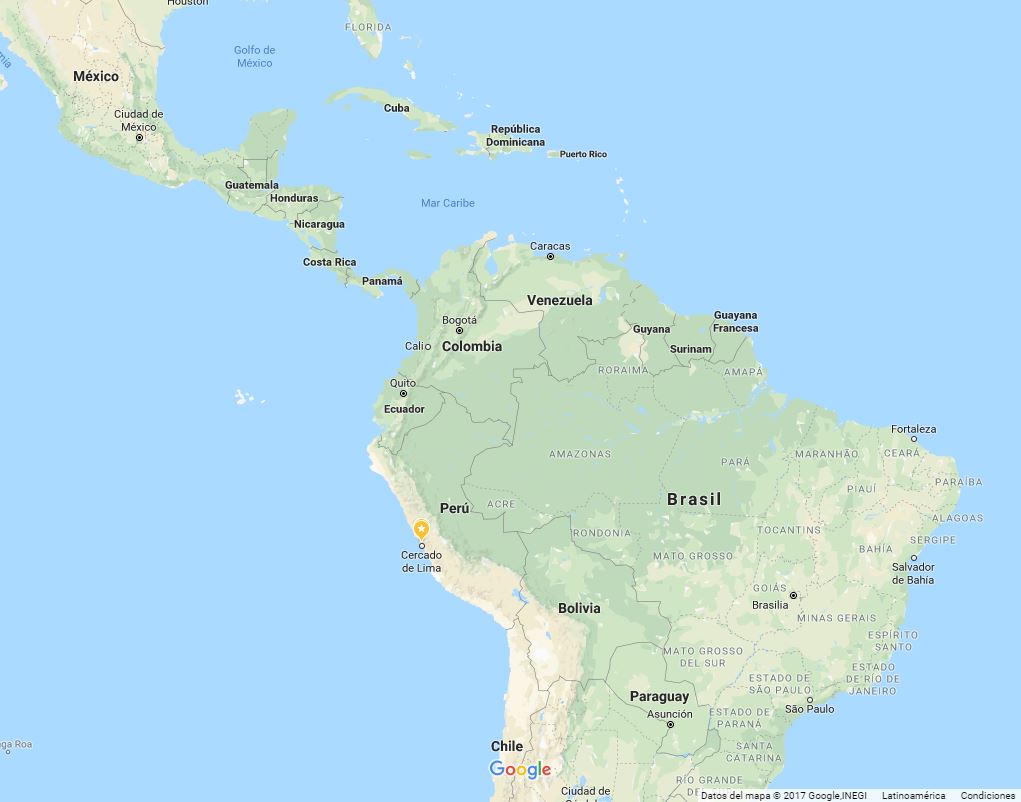 Houston
FLORIDA
Golfo de
México
México
Cuba
Ciudad de
México
República
Dominicana
Puerto Rico
Guatemala
Honduras
Mar Caribe
Nicaragua
Caracas
Costa Rica
Panamá
Venezuela
Bogotá
Guayana
Francesa
Guyana
Cali
Colombia
Surinam
RORAIMA
AMAPÁ
Quito
Ecuador
Fortaleza
AMAZONAS
PARÁ
MARANHÃO
CEARÁ
PARAÍBA
PIAUÍ
Brasil
Perú
ACRE
ALAGOAS
RONDONIA
TOCANTINS
SERGIPE
Cercado
de Lima
MATO GROSSO
BAHÍA
Salvador
de Bahía
GOIÁS
Brasilia
Bolivia
MINAS GERAIS
ESPÍRITO
SANTO
MATO GROSSO
DEL SUR
ESTADO
DE RÍO DE
JANEIRO
ESTADO DE
SÃO PAULO
Paraguay
São Paulo
Asunción
ESTADO DE
PARANÁ
Chile
SANTA
CATARINA
Google
RÍO GRANDE
Ciudad de
Datos del mapa © 2017 Google,INEGI Latinoamérica Condiciones